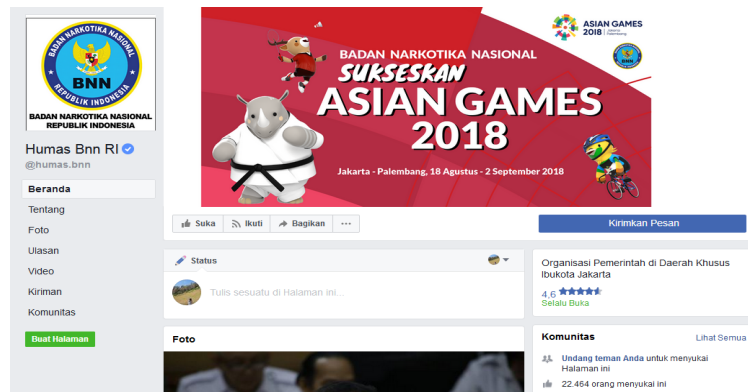 BADAN NARKOTIKA NASIONAL
BNN
REPUBLIK INDONESIA
BADAN NARKOTIKA NASIONAL
REPUBLIK INDONESIA
Humas Bnn RI
@humas.bnn
Beranda
Tentang
Foto
Ulasan
Video
Kiriman
Komunitas
Buat Halaman
ASIAN GAMES
2018
Jakarta
Palembang
BADAN NARKOTIKA NASIONAL
SUKSESKAN
ASIAN GAMES
2018
Jakarta - Palembang, 18 Agustus - 2 September 2018
Suka
Ikuti
Bagikan
Kirimkan Pesan
Status
Tulis sesuatu di Halaman ini...
Foto
Organisasi Pemerintah di Daerah Khusus
Ibukota Jakarta
4,6
Selalu Buka
Komunitas
Lihat Semua
Undang teman Anda untuk menyukai
Halaman ini
22.464 orang menyukai ini